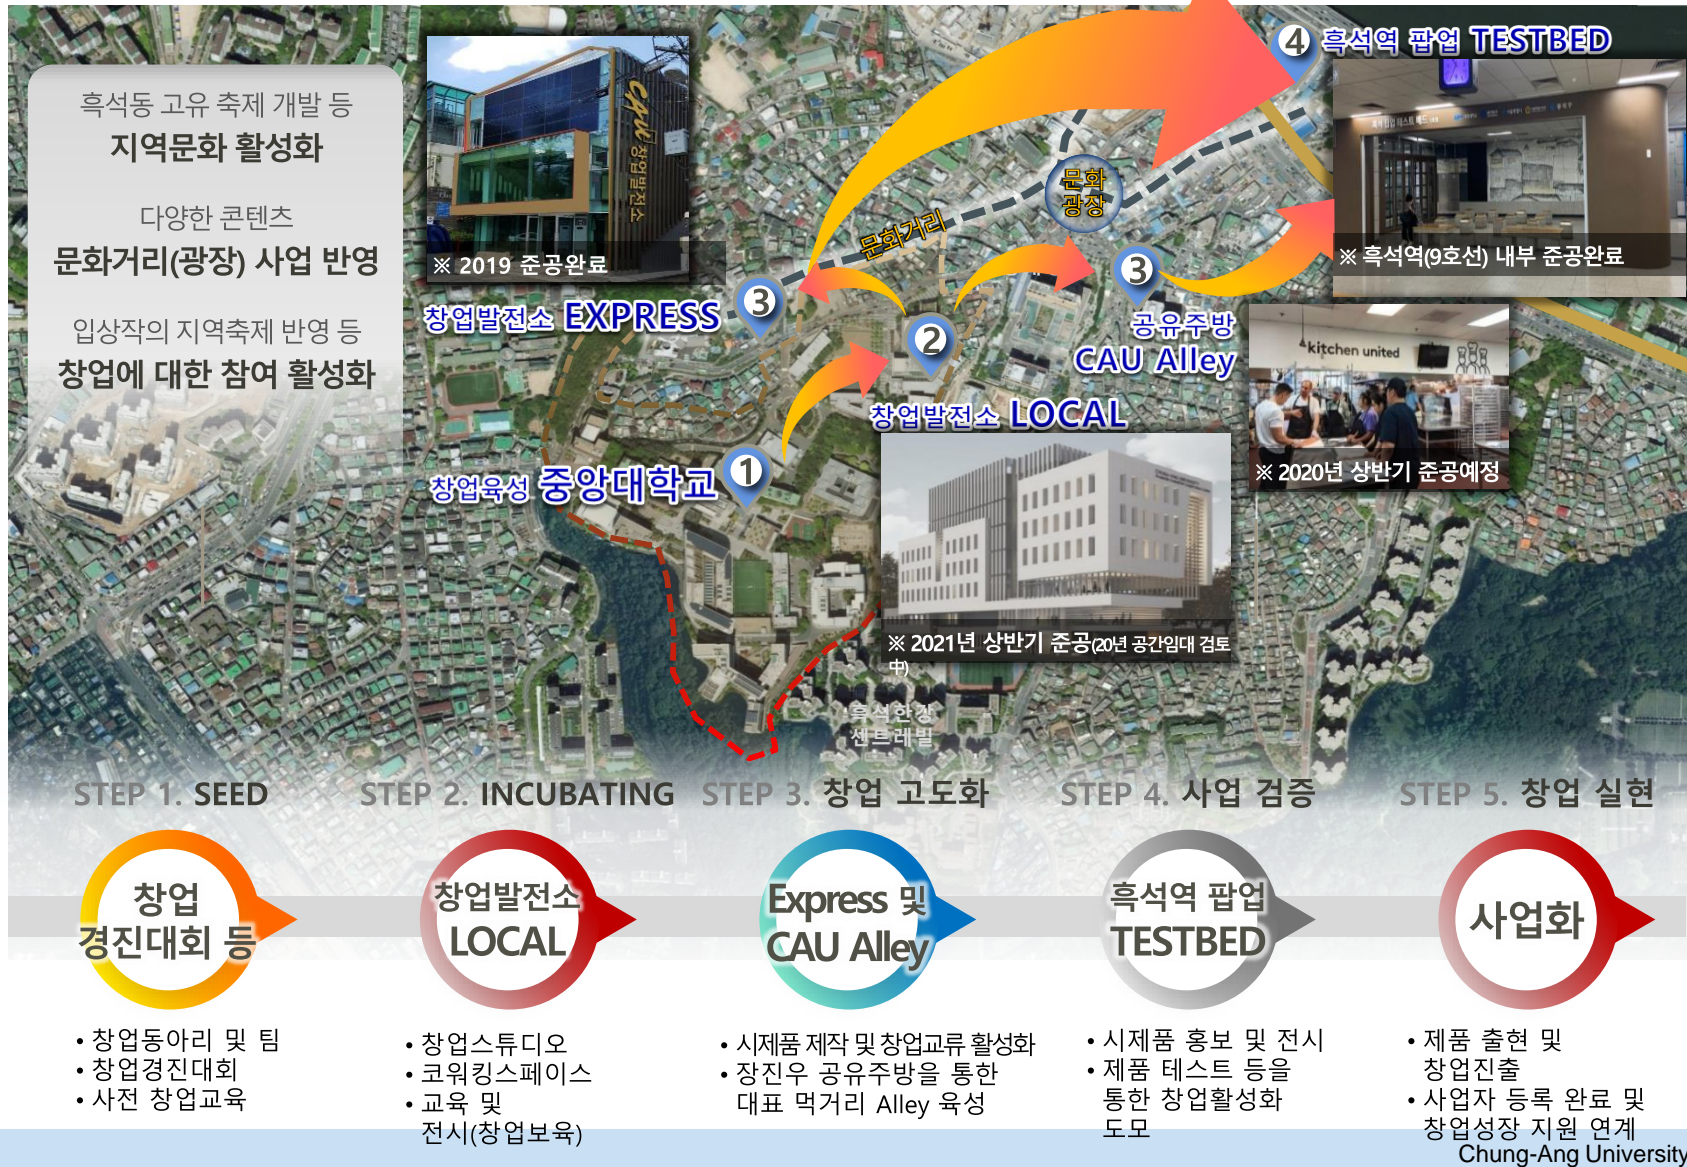 흑석동 고유 축제 개발 등
지역문화 활성화
다양한 콘텐츠
문화거리(광장) 사업 반영
입상작의 지역축제 반영 등
창업에 대한 참여 활성화
CAU 창업발전소
※ 2019 준공완료
창업발전소 EXPRESS
3
문화거리
문화
광장
4 흑석역 팝업 TESTBED
흑석 팝업 테스트 베드
※ 흑석역(9호선) 내부 준공완료
3
공유주방
CAU Alley
kitchen united
※ 2020년 상반기 준공예정
2
창업발전소 LOCAL
※ 2021년 상반기 준공(20년 공간임대 검토
中)
창업육성 중앙대학교
1
흑석한강
센트레빌
STEP 1. SEED
STEP 2. INCUBATING
STEP 3. 창업 고도화
STEP 4. 사업 검증
STEP 5. 창업 실현
창업
경진대회 등
창업발전소
LOCAL
Express 및
CAU Alley
흑석역 팝업
TESTBED
사업화
• 창업동아리 및 팀
• 창업경진대회
• 사전 창업교육
• 창업스튜디오
• 코워킹스페이스
• 교육 및
전시(창업보육)
• 시제품 제작 및 창업교류 활성화
• 장진우 공유주방을 통한
대표 먹거리 Alley 육성
• 시제품 홍보 및 전시
• 제품 테스트 등을
통한 창업활성화
도모
• 제품 출현 및
창업진출
• 사업자 등록 완료 및
창업성장 지원 연계
Chung-Ang University